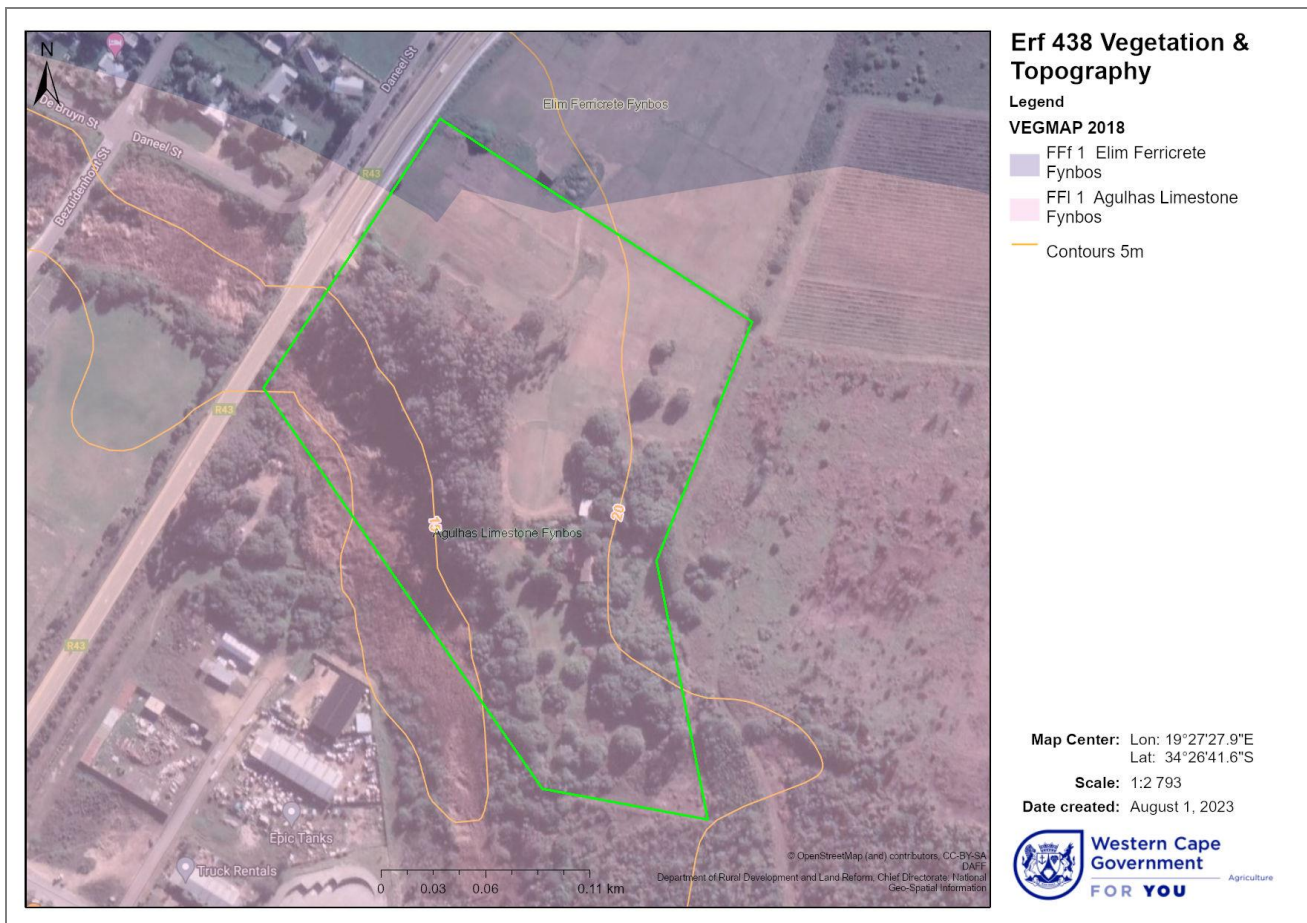 Erf 438 Vegetation &
Topography
Legend
VEGMAP 2018
FFf 1 Elim Ferricrete
Fynbos
FFl 1 Agulhas Limestone
Fynbos
Contours 5m
N
Daneel St
De Bruyn St
Daneel St
Bezuidenhout St
Elim Ferricrete Fynbos
R43
R43
20
Agulhas Limestone Fynbos
R43
Epic Tanks
Truck Rentals
0 0.03 0.06 0.11 km
© OpenStreetMap (and) contributors, CC-BY-SA
DAFF
Department of Rural Development and Land Reform, Chief Directorate: National
Geo-Spatial Information
Map Center: Lon: 19°27'27.9"E
Lat: 34°26'41.6"S
Scale: 1:2 793
Date created: August 1, 2023
Western Cape
Government
Agriculture
FOR YOU